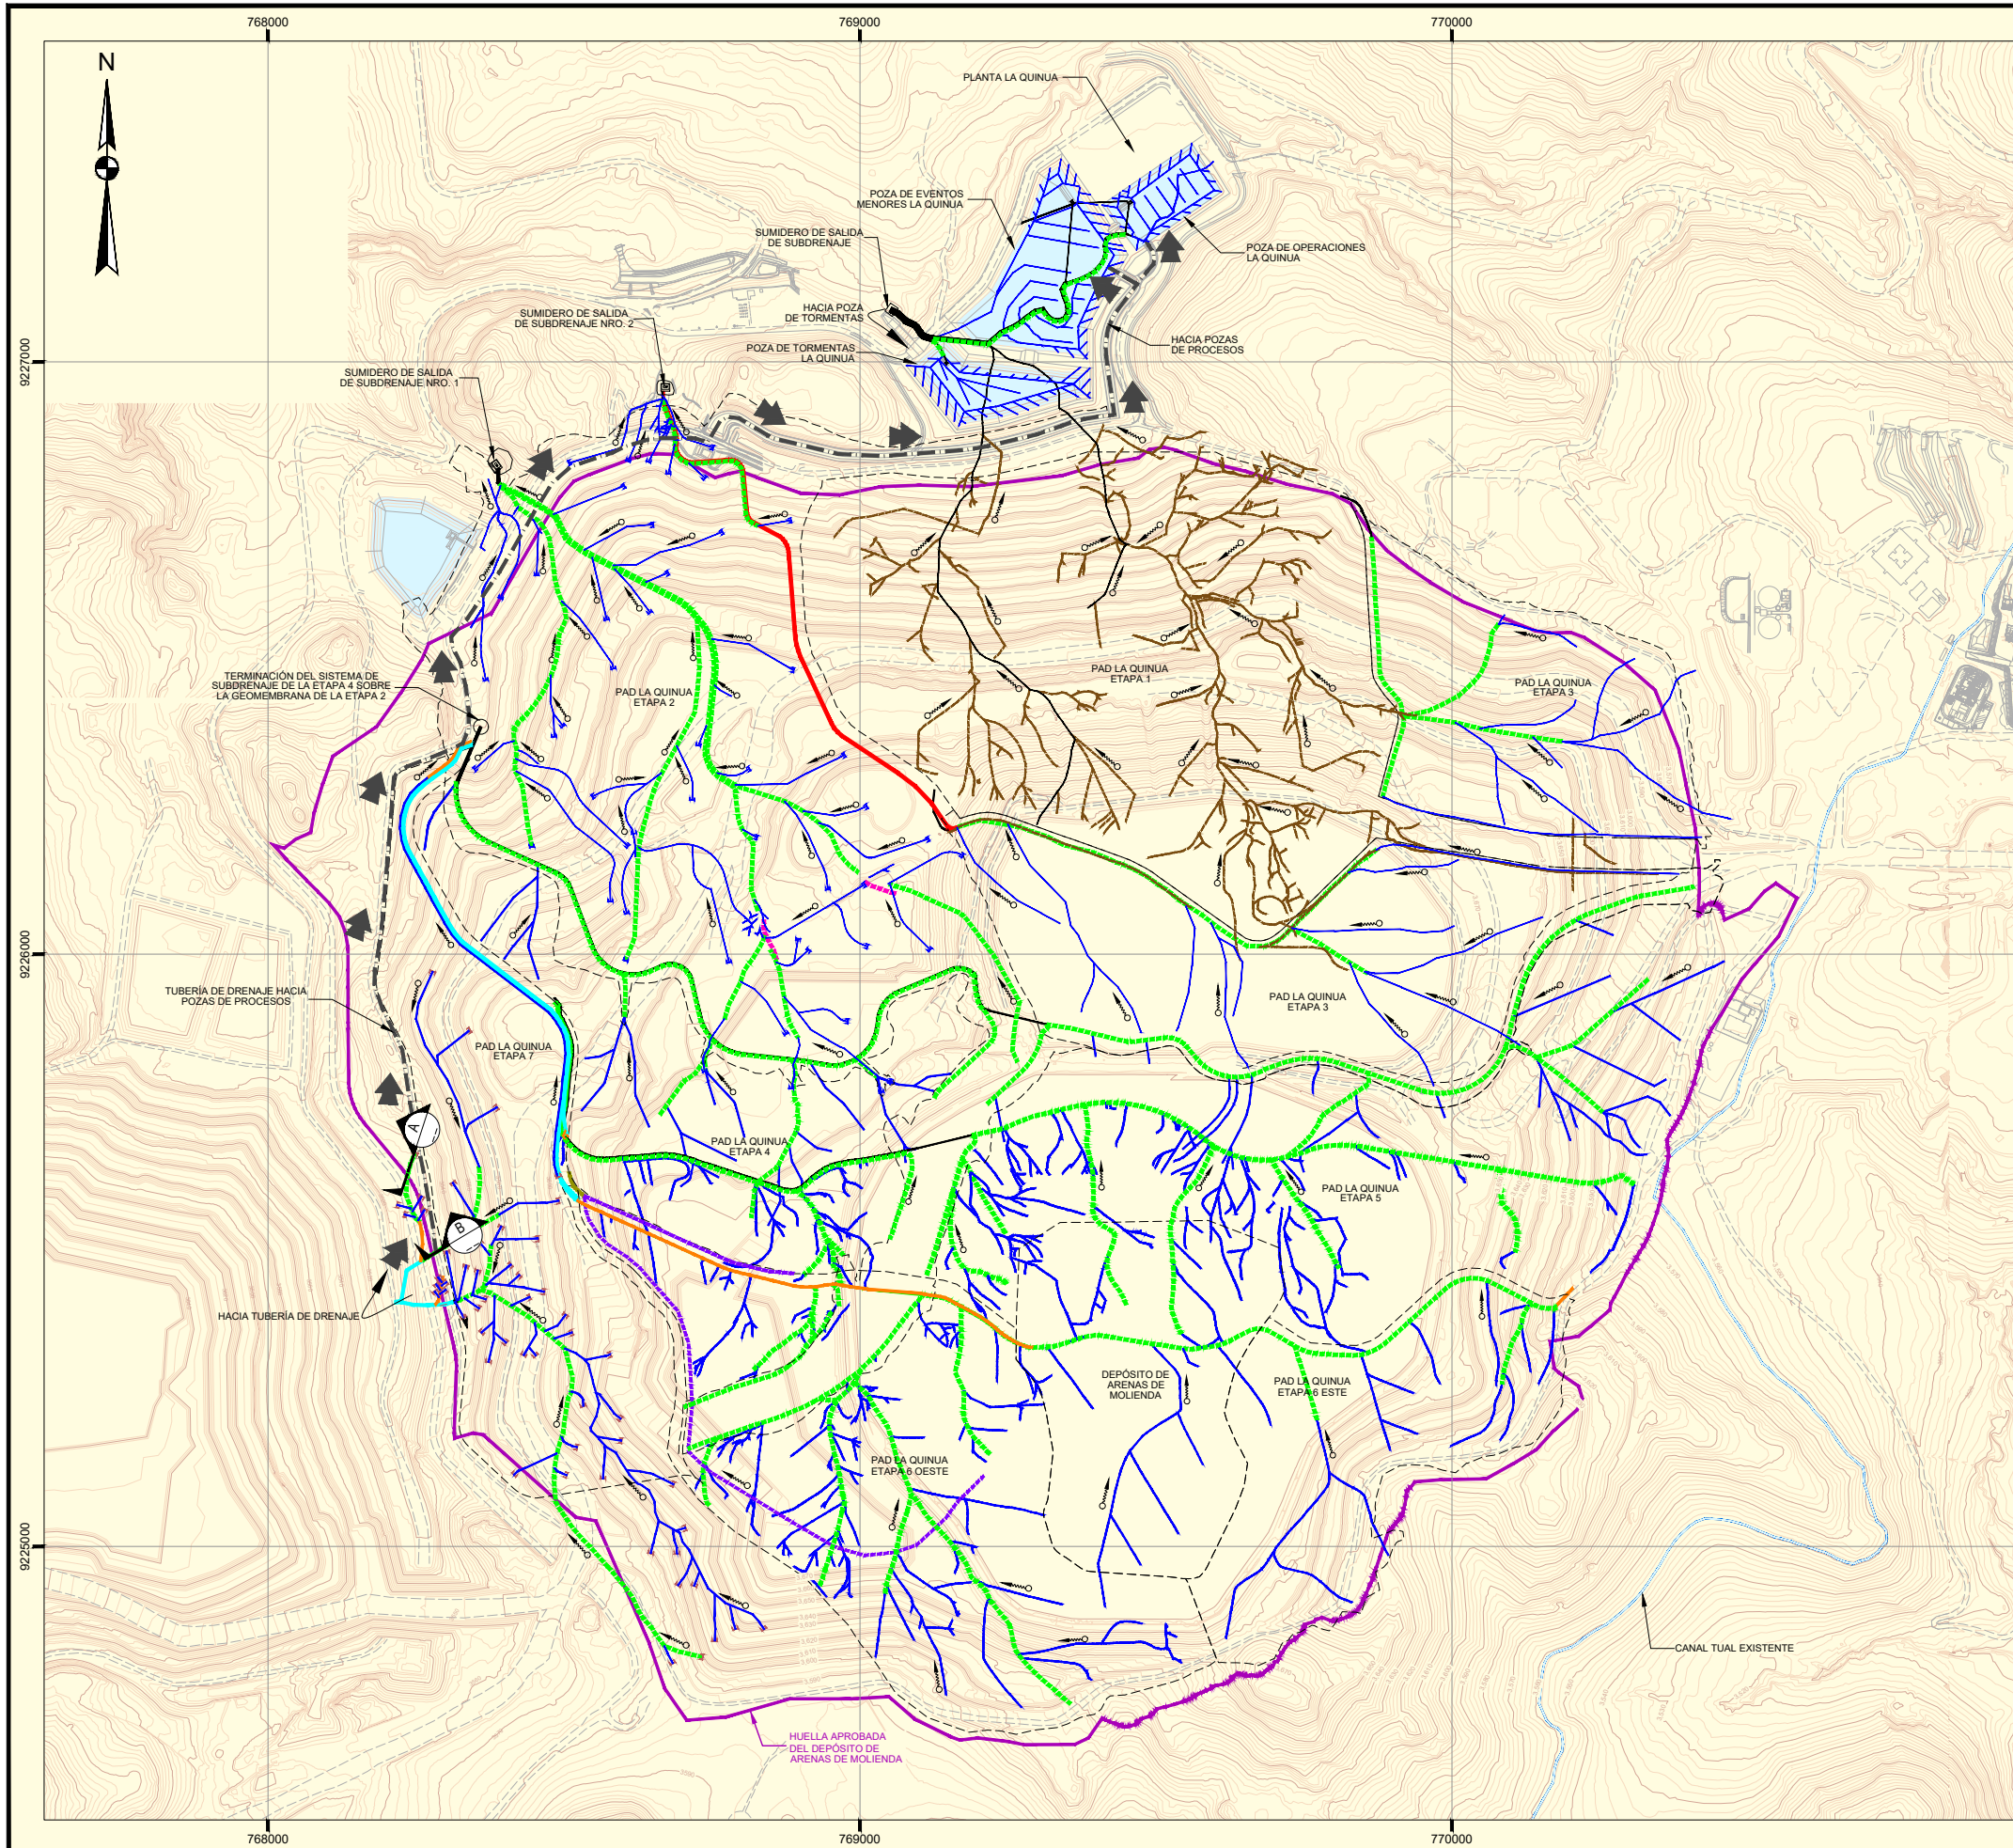 768000
769000
770000
N
PLANTA LA QUINUA
POZA DE EVENTOS
MENORES LA QUINUA
SUMIDERO DE SALIDA
DE SUBDRENAJE
POZA DE OPERACIONES
LA QUINUA
HACIA POZA
DE TORMENTAS
SUMIDERO DE SALIDA
DE SUBDRENAJE NRO. 2
POZA DE TORMENTAS
LA QUINUA
HACIA POZAS
DE PROCESOS
9227000
SUMIDERO DE SALIDA
DE SUBDRENAJE NRO. 1
TERMINACIÓN DEL SISTEMA DE
SUBDRENAJE DE LA ETAPA 4 SOBRE
LA GEOMEMBRANA DE LA ETAPA 2
PAD LA QUINUA
ETAPA 2
PAD LA QUINUA
ETAPA 1
PAD LA QUINUA
ETAPA 3
9226000
TUBERÍA DE DRENAJE HACIA
POZAS DE PROCESOS
PAD LA QUINUA
ETAPA 3
PAD LA QUINUA
ETAPA 7
A
PAD LA QUINUA
ETAPA 4
PAD LA QUINUA
ETAPA 5
B
HACIA TUBERÍA DE DRENAJE
DEPÓSITO DE
ARENAS DE
MOLIENDA
PAD LA QUINUA
ETAPA 6 ESTE
PAD LA QUINUA
ETAPA 6 OESTE
9225000
CANAL TUAL EXISTENTE
HUELLA APROBADA
DEL DEPÓSITO DE
ARENAS DE MOLIENDA
768000
769000
770000